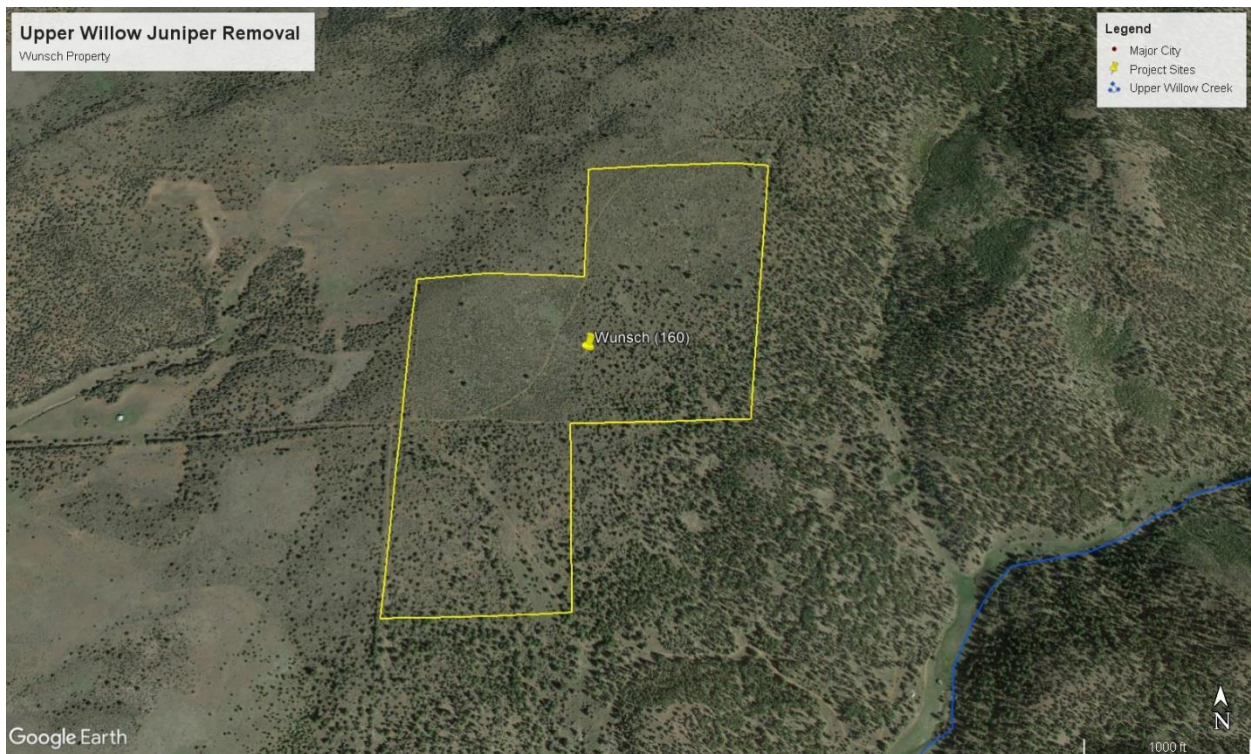 Upper Willow Juniper Removal
Wunsch Property
Legend
Major City
Project Sites
Upper Willow Creek
Wunsch (160)
N
Google Earth
1000 ft